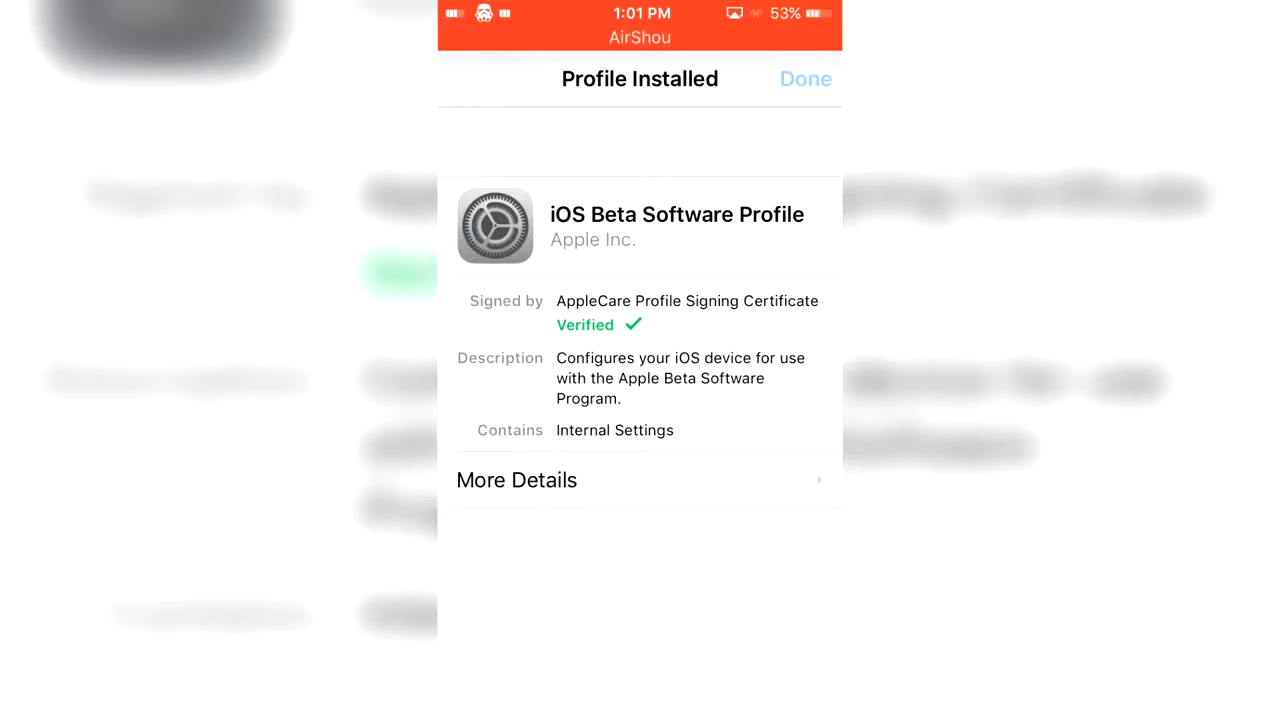 1:01 PM
53%
AirShou
Profile Installed
Done
iOS Beta Software Profile
Apple Inc.
Signed by
AppleCare Profile Signing Certificate
Verified
Description
Configures your iOS device for use
with the Apple Beta Software
Program.
Contains
Internal Settings
More Details